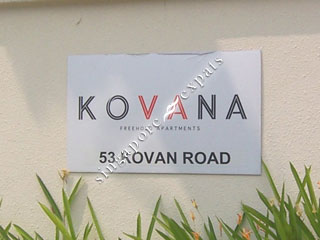 KOVANA
FREEHOLD APARTMENTS
53 KOVAN ROAD
singapore expats